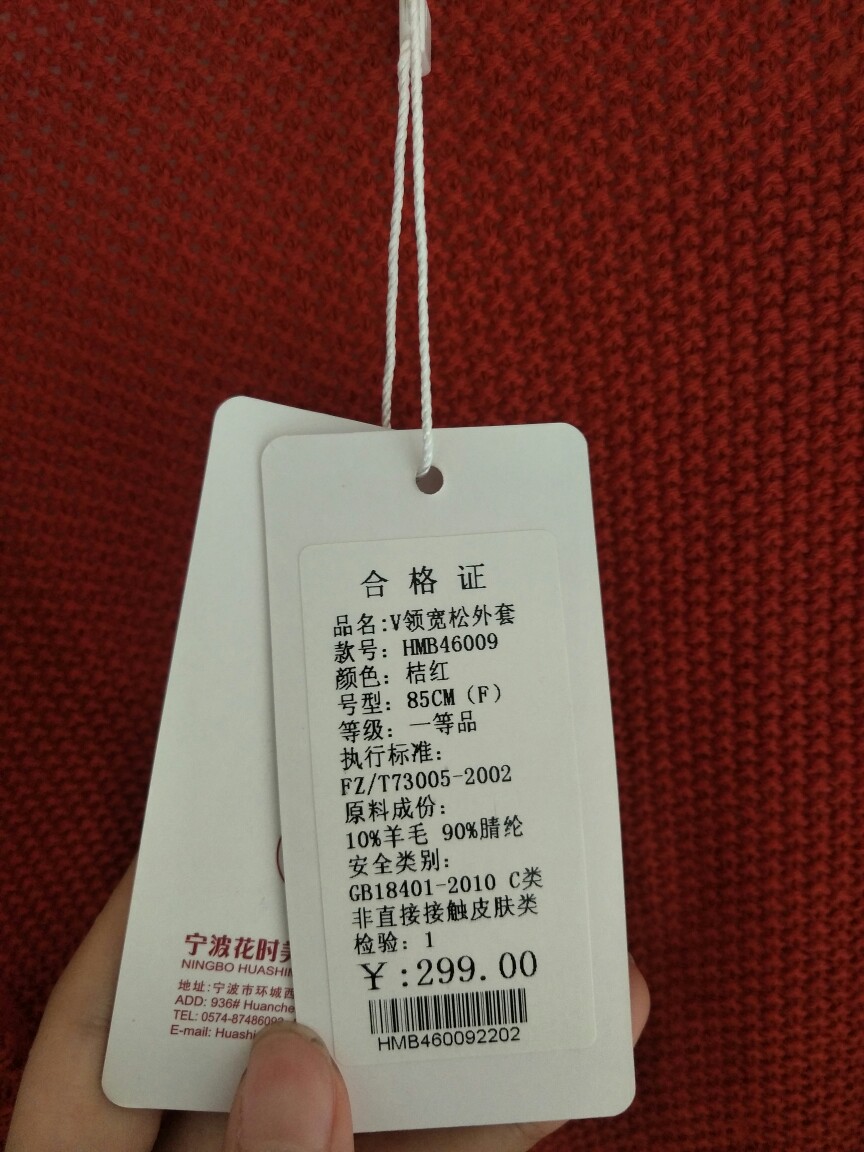 合格证
品名:V领宽松外套
款号: HMB46009
颜色: 桔红
号型: 85CM (F)
等级: 一等品
执行标准:
FZ/T73005-2002
原料成份:
10%羊毛 90%腈纶
安全类别:
GB18401-2010 C类
非直接接触皮肤类
检验: 1
¥:299.00
HMB460092202
宁波花时
NINGBO HUASHI
地址:宁波市环城西
ADD: 936# Huanche
TEL: 0574-8748609
E-mail: Huashi